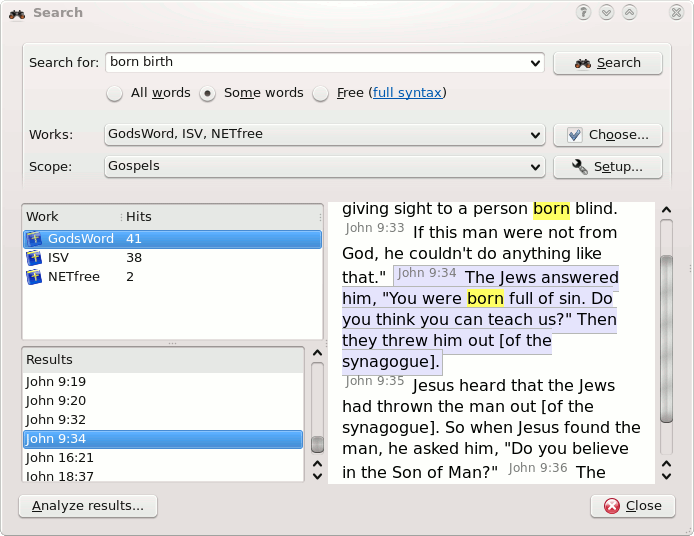 Search
Search for: born birth Search
All words Some words Free (full syntax)
Works: GodsWord, ISV, NETfree Choose...
Scope: Gospels Setup...
Work Hits
GodsWord 41
ISV 38
NETfree 2
Results
John 9:19
John 9:20
John 9:32
John 9:34
John 16:21
John 18:37
giving sight to a person born blind.
John 9:33 If this man were not from
God, he couldn't do anything like
that." John 9:34 The Jews answered
him, "You were born full of sin. Do
you think you can teach us?" Then
they threw him out [of the
synagogue].
John 9:35 Jesus heard that the Jews
had thrown the man out [of the
synagogue]. So when Jesus found the
man, he asked him, "Do you believe
in the Son of Man?" John 9:36 The
Analyze results... Close